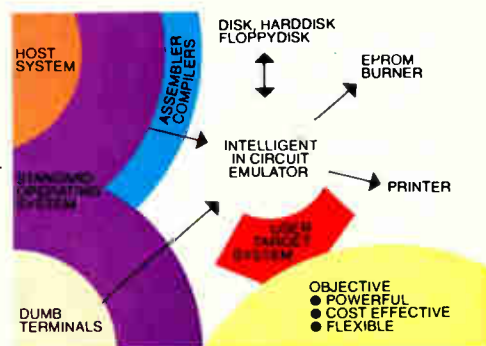 HOST
SYSTEM
ASSEMBLER
COMPILERS
DISK, HARDDISK
FLOPPYDISK
EPROM
BURNER
INTELLIGENT
IN CIRCUIT
EMULATOR
STANDARD
OPERATING
SYSTEM
PRINTER
USER
TARGET
SYSTEM
DUMB
TERMINALS
OBJECTIVE
● POWERFUL
● COST EFFECTIVE
● FLEXIBLE